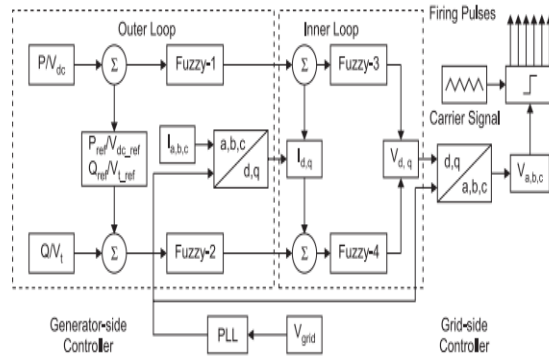 Firing Pulses
Outer Loop
Inner Loop
P/Vdc
Σ
Fuzzy-1
Σ
Fuzzy-3
Carrier Signal
Pref/Vdc_ref
Qref/Vt_ref
Ia,b,c
a,b,c
d,q
Id,q
Vd, q
d,q
a,b,c
Va,b,c
Q/Vt
Σ
Fuzzy-2
Σ
Fuzzy-4
Generator-side
Controller
PLL
Vgrid
Grid-side
Controller